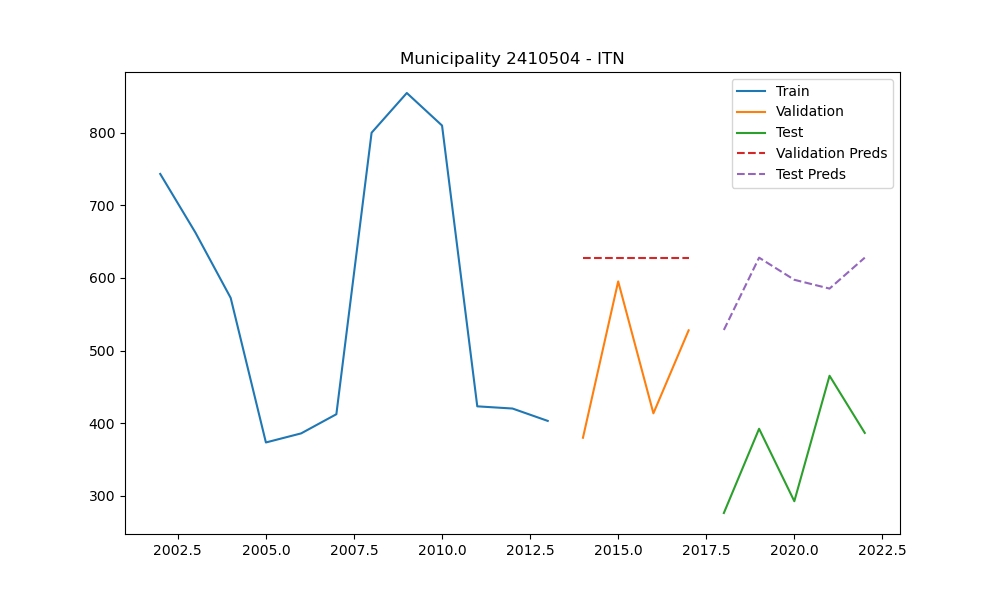 Municipality 2410504 - ITN
Train
Validation
Test
Validation Preds
Test Preds
800
700
600
500
400
300
2002.5 2005.0 2007.5 2010.0 2012.5 2015.0 2017.5 2020.0 2022.5